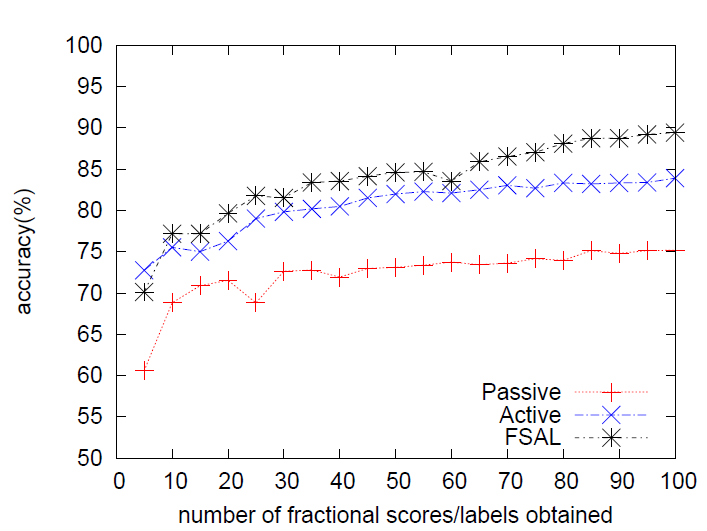 100
95
90
85
80
75
70
65
60
55
50
accuracy(%)
Passive
Active
FSAL
0 10 20 30 40 50 60 70 80 90 100
number of fractional scores/labels obtained